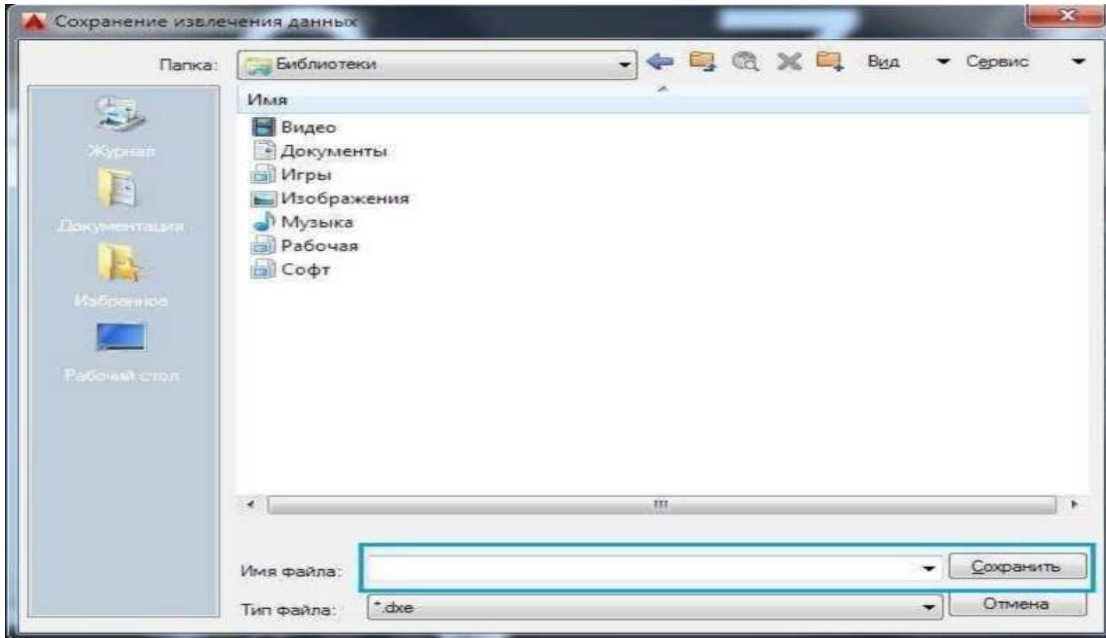 Сохранение извлечения данных
Папка: Библиотеки Вид Сервис
Имя
Видео
Документы
Игры
Изображения
Музыка
Рабочая
Софт
Журнал
Документация
Избранное
Рабочий стол
Имя файла: Сохранить
Тип файла: *.dxe Отмена